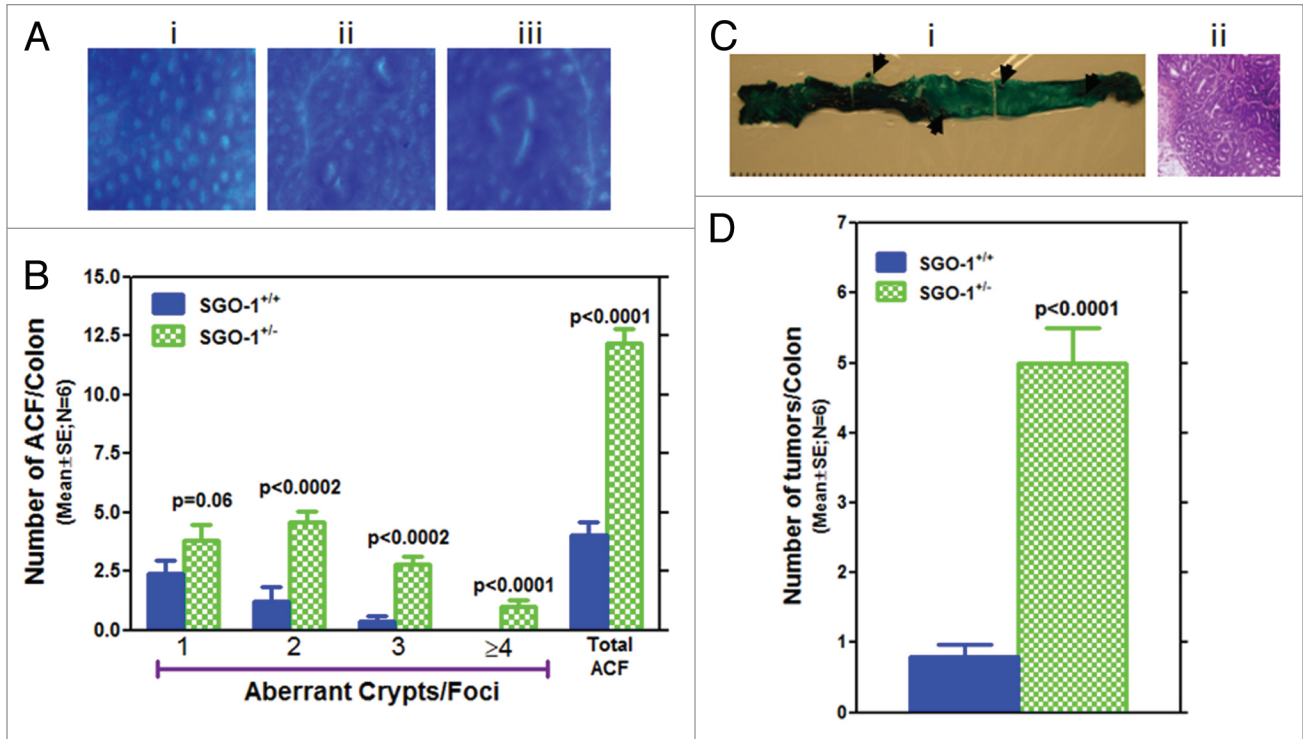 A
i ii iii
B
Number of ACF/Colon
(Mean±SE;N=6)
15.0
12.5
10.0
7.5
5.0
2.5
0.0
SGO-1+/+
SGO-1+/-
p=0.06
p<0.0002
p<0.0002
p<0.0001
p<0.0001
1 2 3 ≥4 Total
ACF
Aberrant Crypts/Foci
C
i ii
D
Number of tumors/Colon
(Mean±SE;N=6)
7
6
5
4
3
2
1
0
SGO-1+/+
SGO-1+/-
p<0.0001